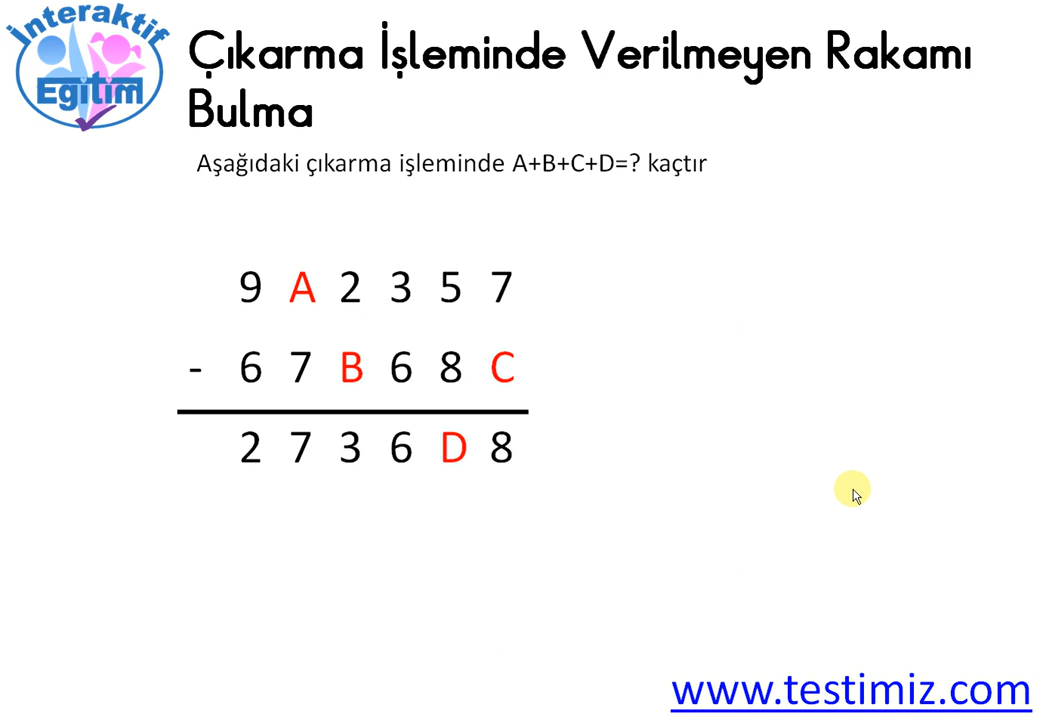 İnteraktif
Eğitim
Çıkarma İşleminde Verilmeyen Rakamı
Bulma
Aşağıdaki çıkarma işleminde A+B+C+D=? kaçtır
9 A 2 3 5 7
- 6 7 B 6 8 C
2 7 3 6 D 8
www.testimiz.com